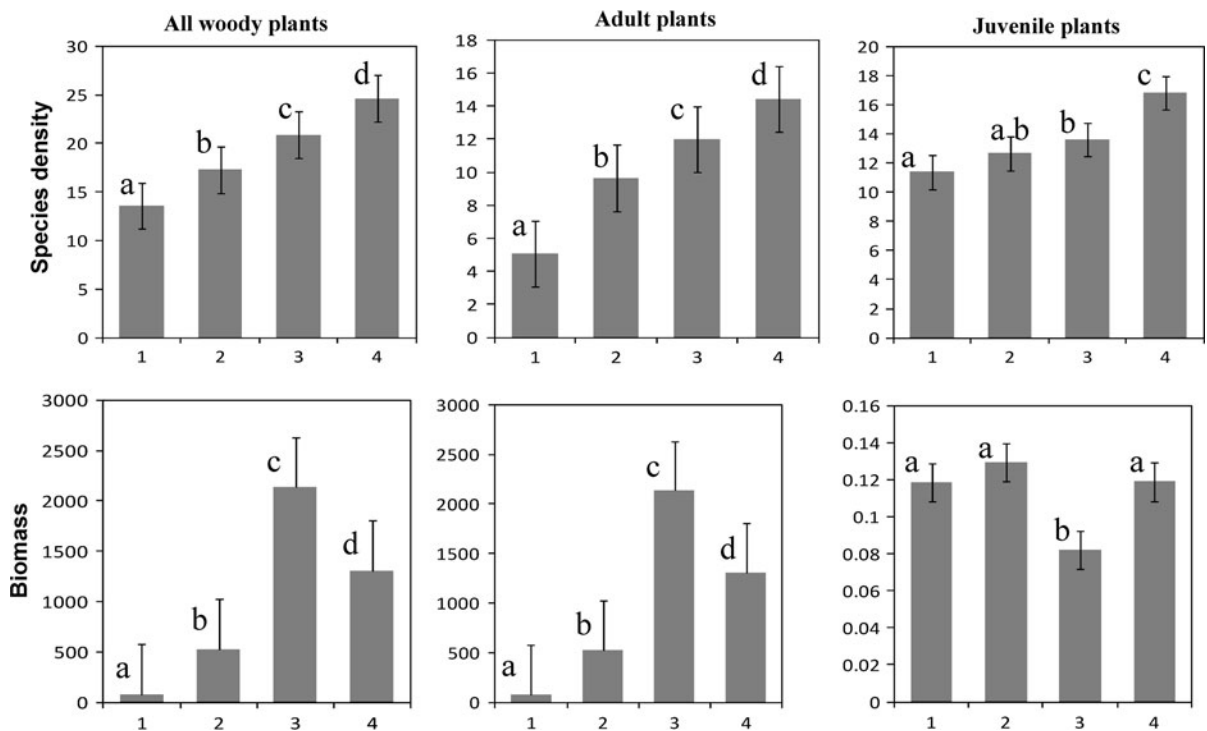 All woody plants
Adult plants
Juvenile plants
Species density
30
25
20
15
10
5
0
a
b
c
d
1 2 3 4
18
16
14
12
10
8
6
4
2
0
a
b
c
d
1 2 3 4
20
18
16
14
12
10
8
6
4
2
0
a
a,b
b
c
1 2 3 4
Biomass
3000
2500
2000
1500
1000
500
0
a
b
c
d
1 2 3 4
3000
2500
2000
1500
1000
500
0
a
b
c
d
1 2 3 4
0.16
0.14
0.12
0.1
0.08
0.06
0.04
0.02
0
a
a
b
a
1 2 3 4